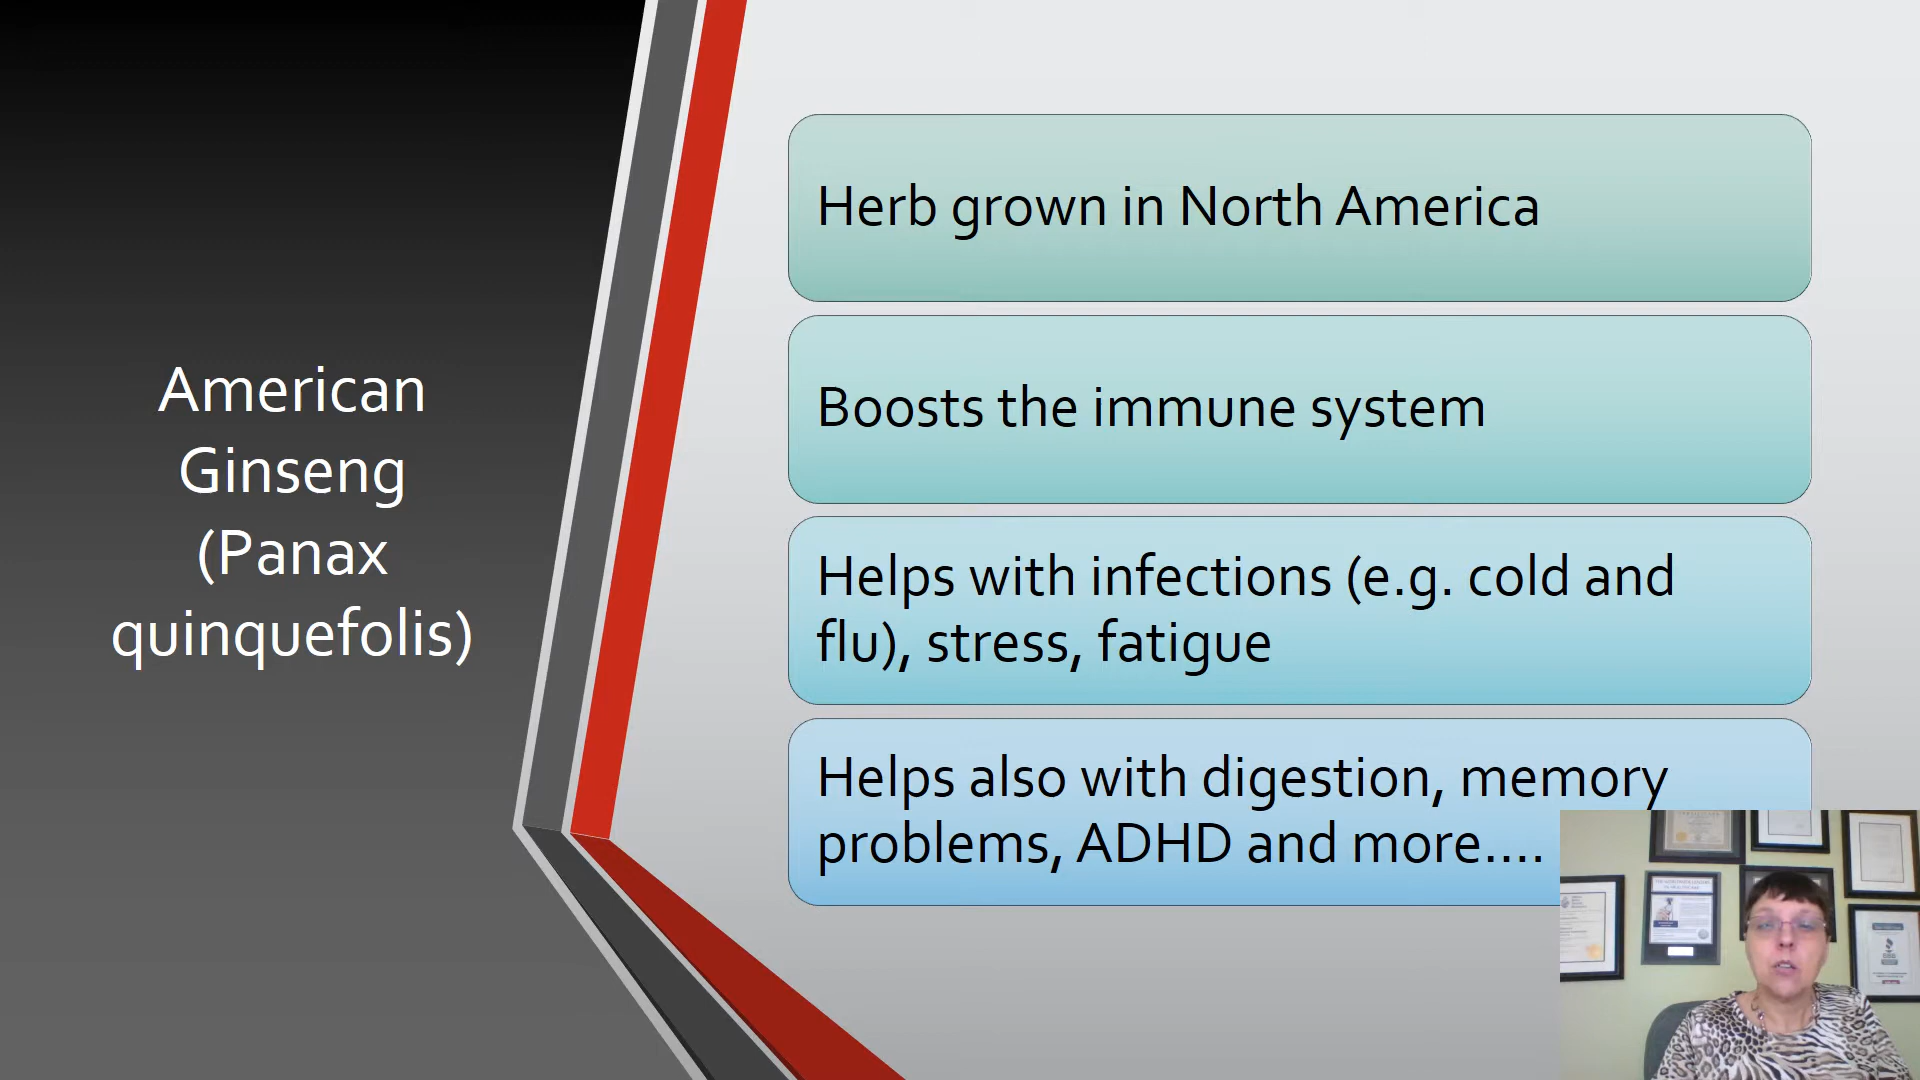 American
Ginseng
(Panax
quinquefolis)
Herb grown in North America
Boosts the immune system
Helps with infections (e.g. cold and
flu), stress, fatigue
Helps also with digestion, memory
problems, ADHD and more....